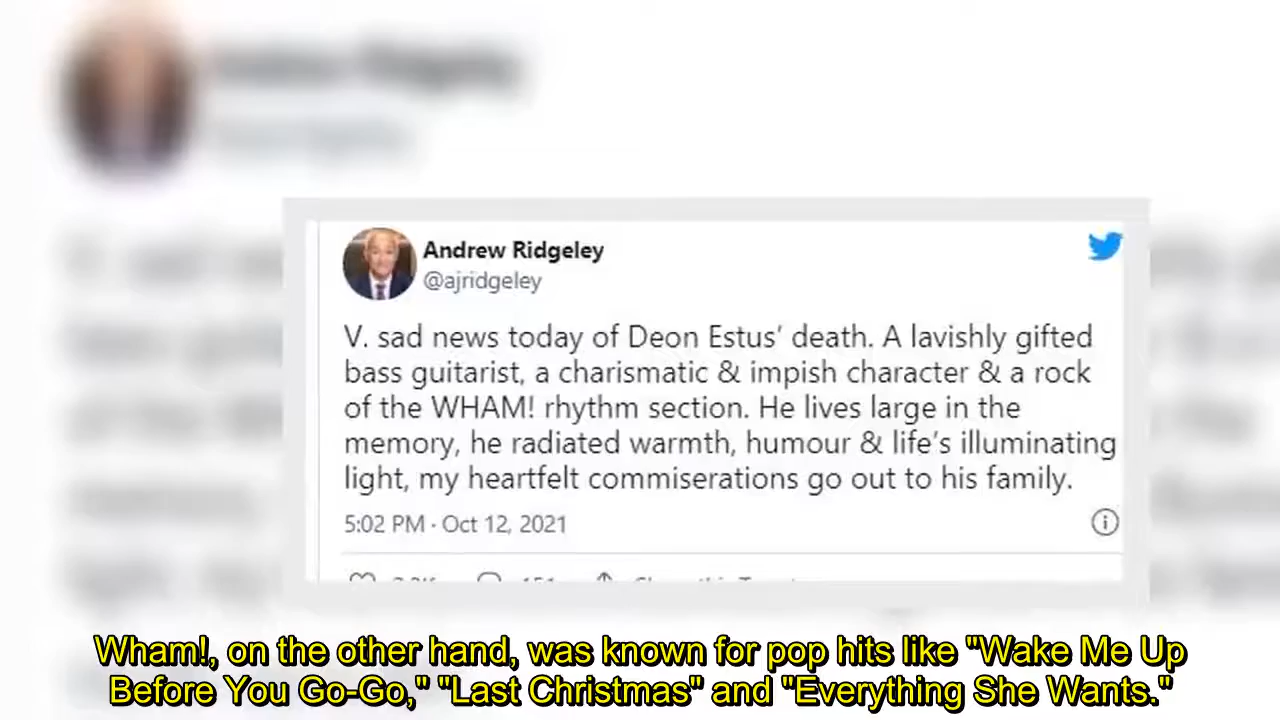 Andrew Ridgeley
@ajridgeley
V. sad news today of Deon Estus’ death. A lavishly gifted
bass guitarist, a charismatic & impish character & a rock
of the WHAM! rhythm section. He lives large in the
memory, he radiated warmth, humour & life’s illuminating
light, my heartfelt commiserations go out to his family.
5:02 PM · Oct 12, 2021
Wham!, on the other hand, was known for pop hits like "Wake Me Up
Before You Go-Go," "Last Christmas" and "Everything She Wants."